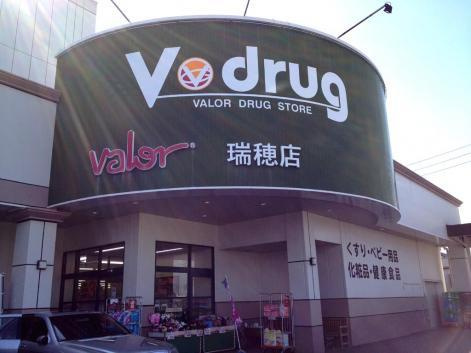 V drug
VALOR DRUG STORE
valor®
瑞穂店
くすり・ベビー用品
化粧品・健康食品